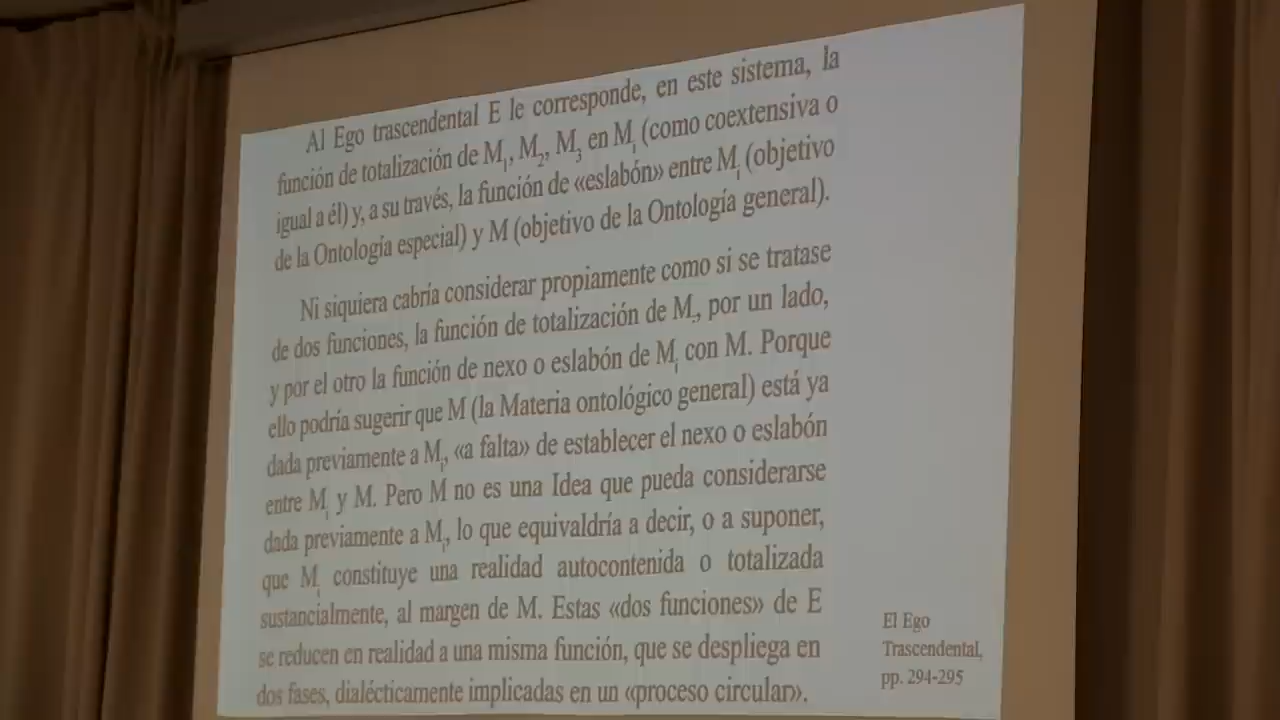 Al Ego trascendental E le corresponde, en este sistema, la
función de totalización de M₁, M₂, M₃ en Mᵢ (como coextensiva o
igual a él) y, a su través, la función de «eslabón» entre Mᵢ (objetivo
de la Ontología especial) y M (objetivo de la Ontología general).
Ni siquiera cabría considerar propiamente como si se tratase
de dos funciones, la función de totalización de Mᵢ, por un lado,
y por el otro la función de nexo o eslabón de Mᵢ con M. Porque
ello podría sugerir que M (la Materia ontológico general) está ya
dada previamente a Mᵢ, «a falta» de establecer el nexo o eslabón
entre Mᵢ y M. Pero M no es una Idea que pueda considerarse
dada previamente a Mᵢ, lo que equivaldría a decir, o a suponer,
que Mᵢ constituye una realidad autocontenida o totalizada
sustancialmente, al margen de M. Estas «dos funciones» de E
se reducen en realidad a una misma función, que se despliega en
dos fases, dialécticamente implicadas en un «proceso circular».
El Ego
Trascendental,
pp. 294-295